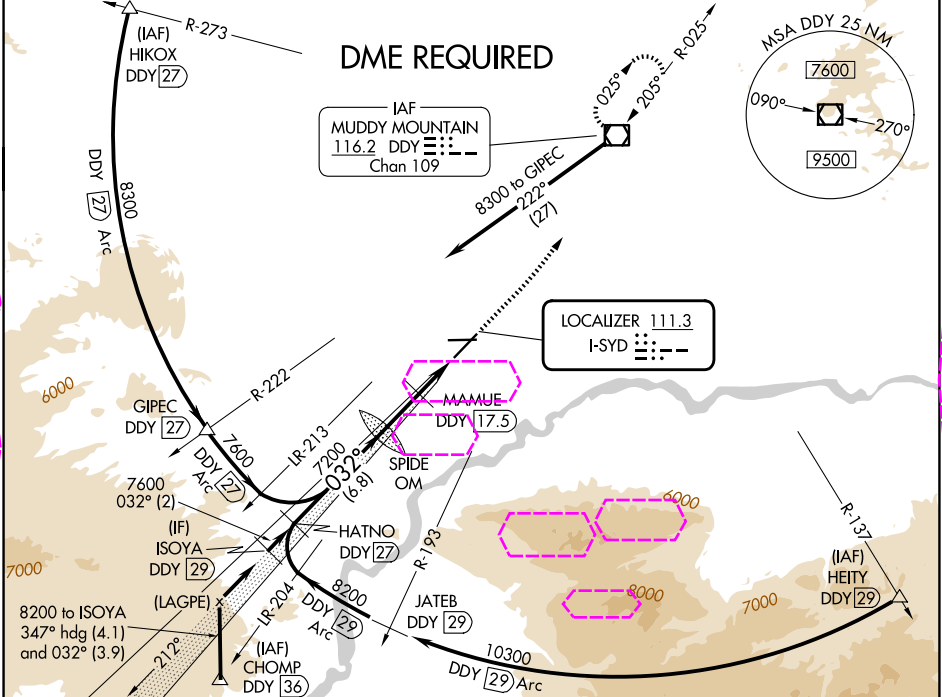 (IAF)
HIKOX
DDY 27
R-273
DME REQUIRED
IAF
MUDDY MOUNTAIN
116.2 DDY
Chan 109
025°
205°
R-025
MSA DDY 25 NM
7600
090°
270°
9500
DDY 27 Arc
8300
8300 to GIPEC
222°
(27)
LOCALIZER 111.3
I-SYD
6000
GIPEC
DDY 27
R-222
7600
DDY 27
Arc
LR-213
7200
032°
(6.8)
MAMUE
DDY 17.5
SPIDE
OM
7600
032° (2)
(IF)
ISOYA
DDY 29
HATNO
DDY 27
R-193
6000
R-137
(IAF)
HEITY
DDY 29
7000
(LAGPE)
8200 to ISOYA
347° hdg (4.1)
and 032° (3.9)
212°
LR-204
(IAF)
CHOMP
DDY 36
8200
DDY 29
Arc
JATEB
DDY 29
8000
7000
10300
DDY 29 Arc